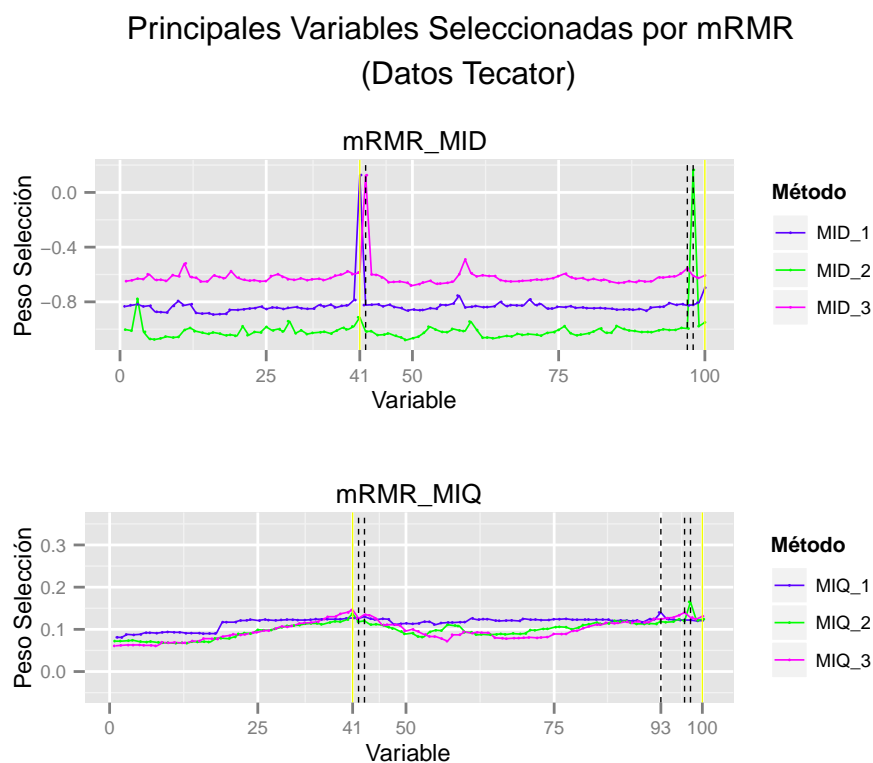 Principales Variables Seleccionadas por mRMR
(Datos Tecator)
mRMR_MID
Peso Selección
0.0
−0.4
−0.8
0 25 41 50 75 100
Variable
Método
MID_1
MID_2
MID_3
mRMR_MIQ
Peso Selección
0.3
0.2
0.1
0.0
0 25 41 50 75 93 100
Variable
Método
MIQ_1
MIQ_2
MIQ_3